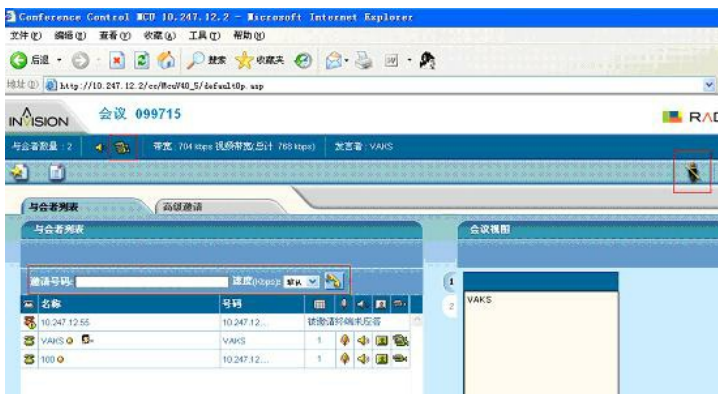 Conference Control MCU 10.247.12.2 - Microsoft Internet Explorer
文件(F) 编辑(E) 查看(V) 收藏(A) 工具(T) 帮助(H)
后退 搜索 收藏夹
地址(D) http://10.247.12.2/cc/McuV40_5/defaultOp.asp
INVISION 会议 099715 RAD
与会者数量 : 2 带宽: 704 kbps 视频带宽(总计 768 kbps) 发言者 : VAKS
与会者列表 高级邀请
与会者列表 会议视图
邀请号码: 速度(Kbps): 默认
名称 号码
10.247.12.55 10.247.12... 被邀请终端未应答
VAKS VAKS 1
100 10.247.12... 1
1
2
VAKS